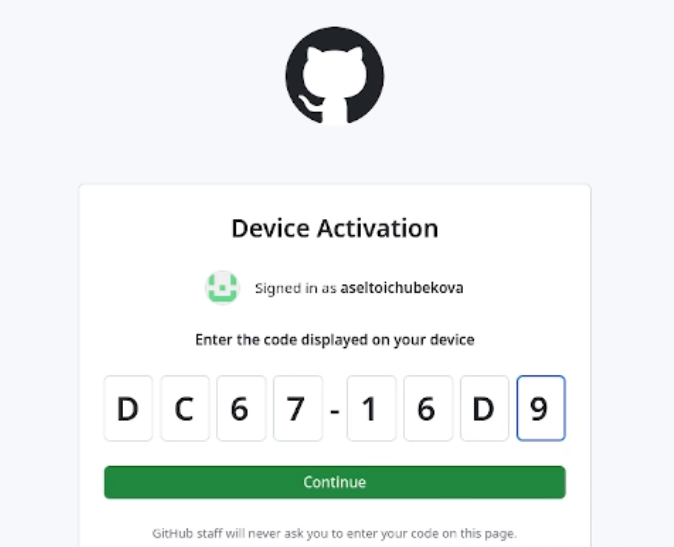 Device Activation
Signed in as aseltoichubekova
Enter the code displayed on your device
D C 6 7 - 1 6 D 9
Continue
GitHub staff will never ask you to enter your code on this page.